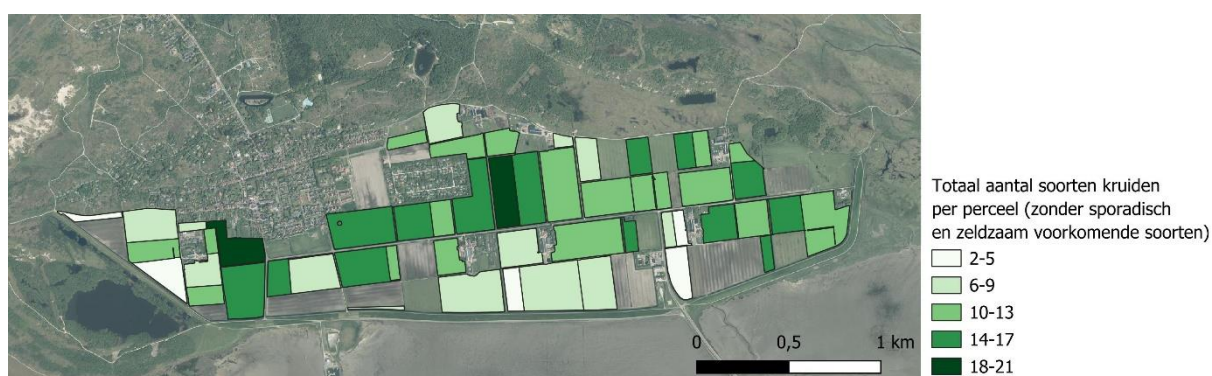 Totaal aantal soorten kruiden
per perceel (zonder sporadisch
en zeldzaam voorkomende soorten)
2-5
6-9
10-13
14-17
18-21
0 0,5 1 km